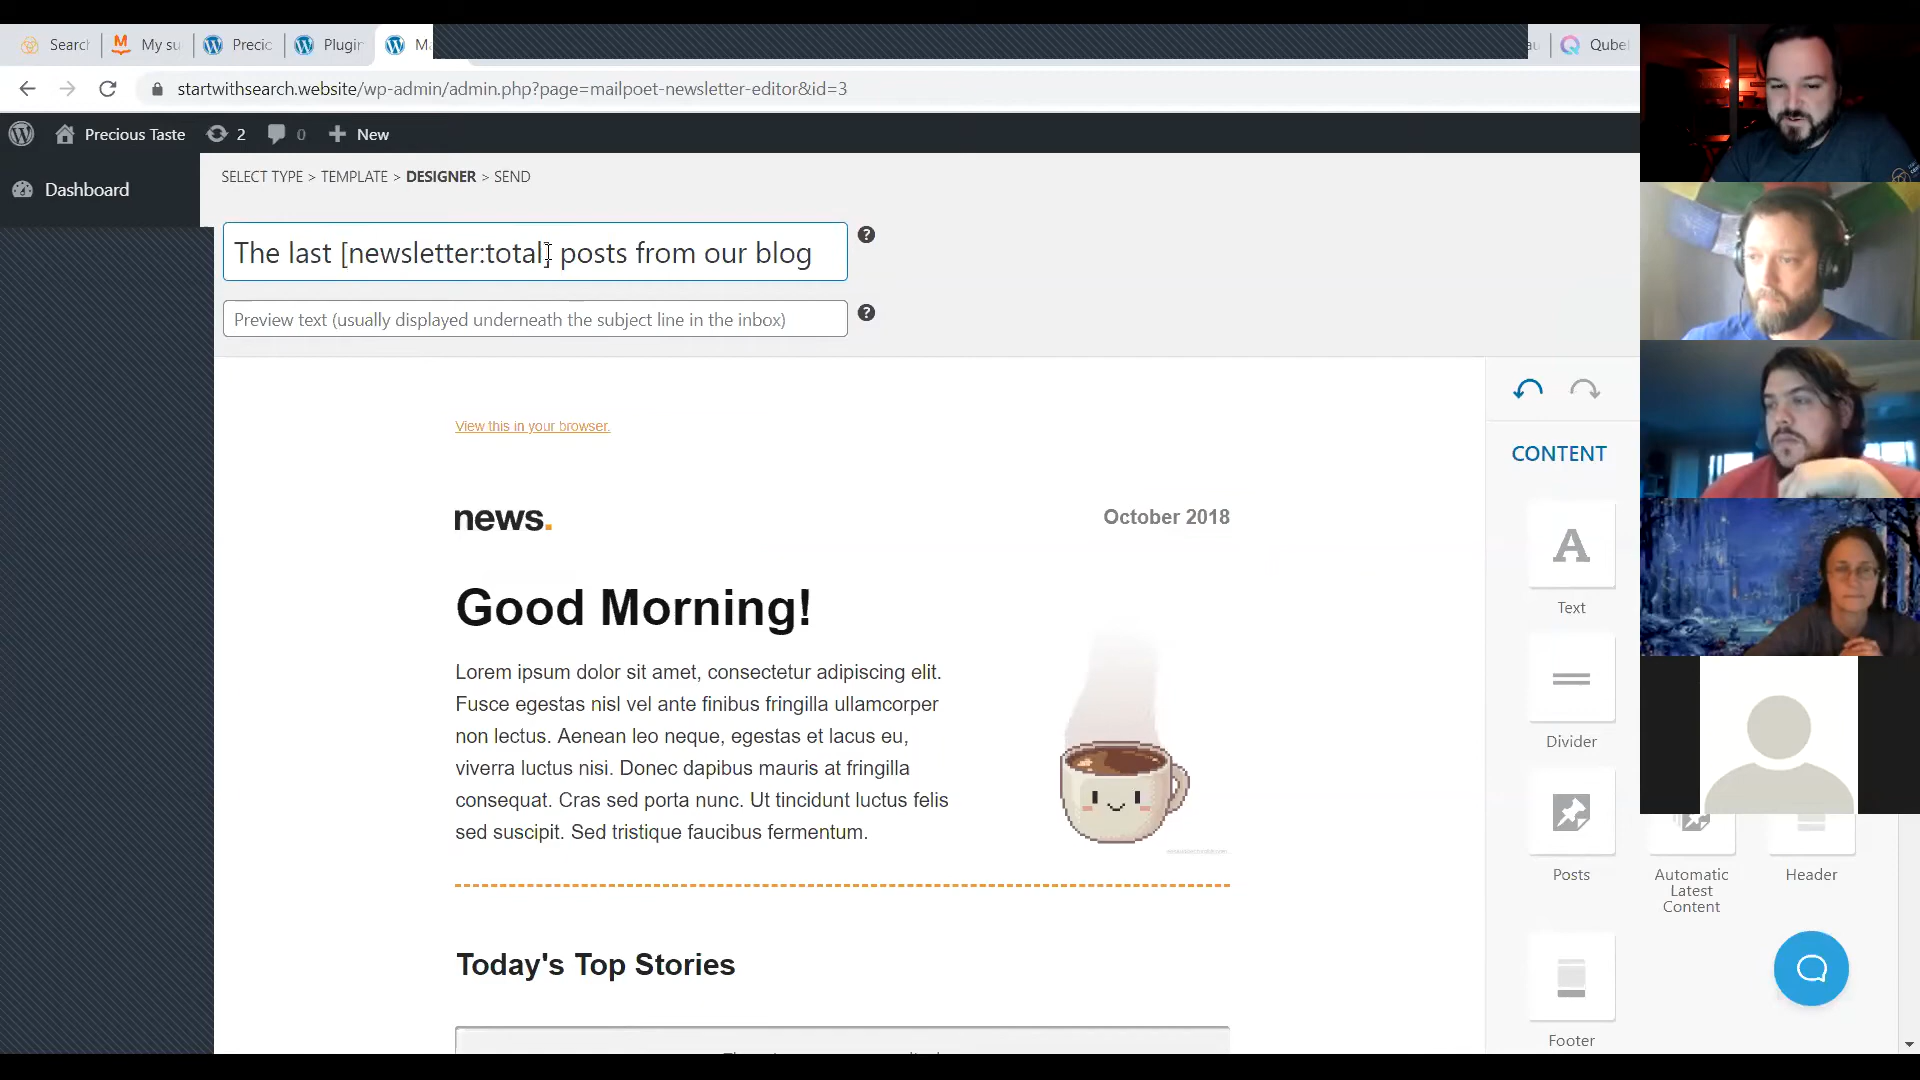 Search
My su
Precio
Plugin
Ma
au
Qubel
startwithsearch.website/wp-admin/admin.php?page=mailpoet-newsletter-editor&id=3
Precious Taste
2
0
+ New
Dashboard
SELECT TYPE > TEMPLATE > DESIGNER > SEND
The last [newsletter:total] posts from our blog
?
Preview text (usually displayed underneath the subject line in the inbox)
?
View this in your browser.
news.
October 2018
Good Morning!
Lorem ipsum dolor sit amet, consectetur adipiscing elit.
Fusce egestas nisl vel ante finibus fringilla ullamcorper
non lectus. Aenean leo neque, egestas et lacus eu,
viverra luctus nisi. Donec dapibus mauris at fringilla
consequat. Cras sed porta nunc. Ut tincidunt luctus felis
sed suscipit. Sed tristique faucibus fermentum.
Today's Top Stories
CONTENT
A
Text
Divider
Posts
Automatic
Latest
Content
Header
Footer